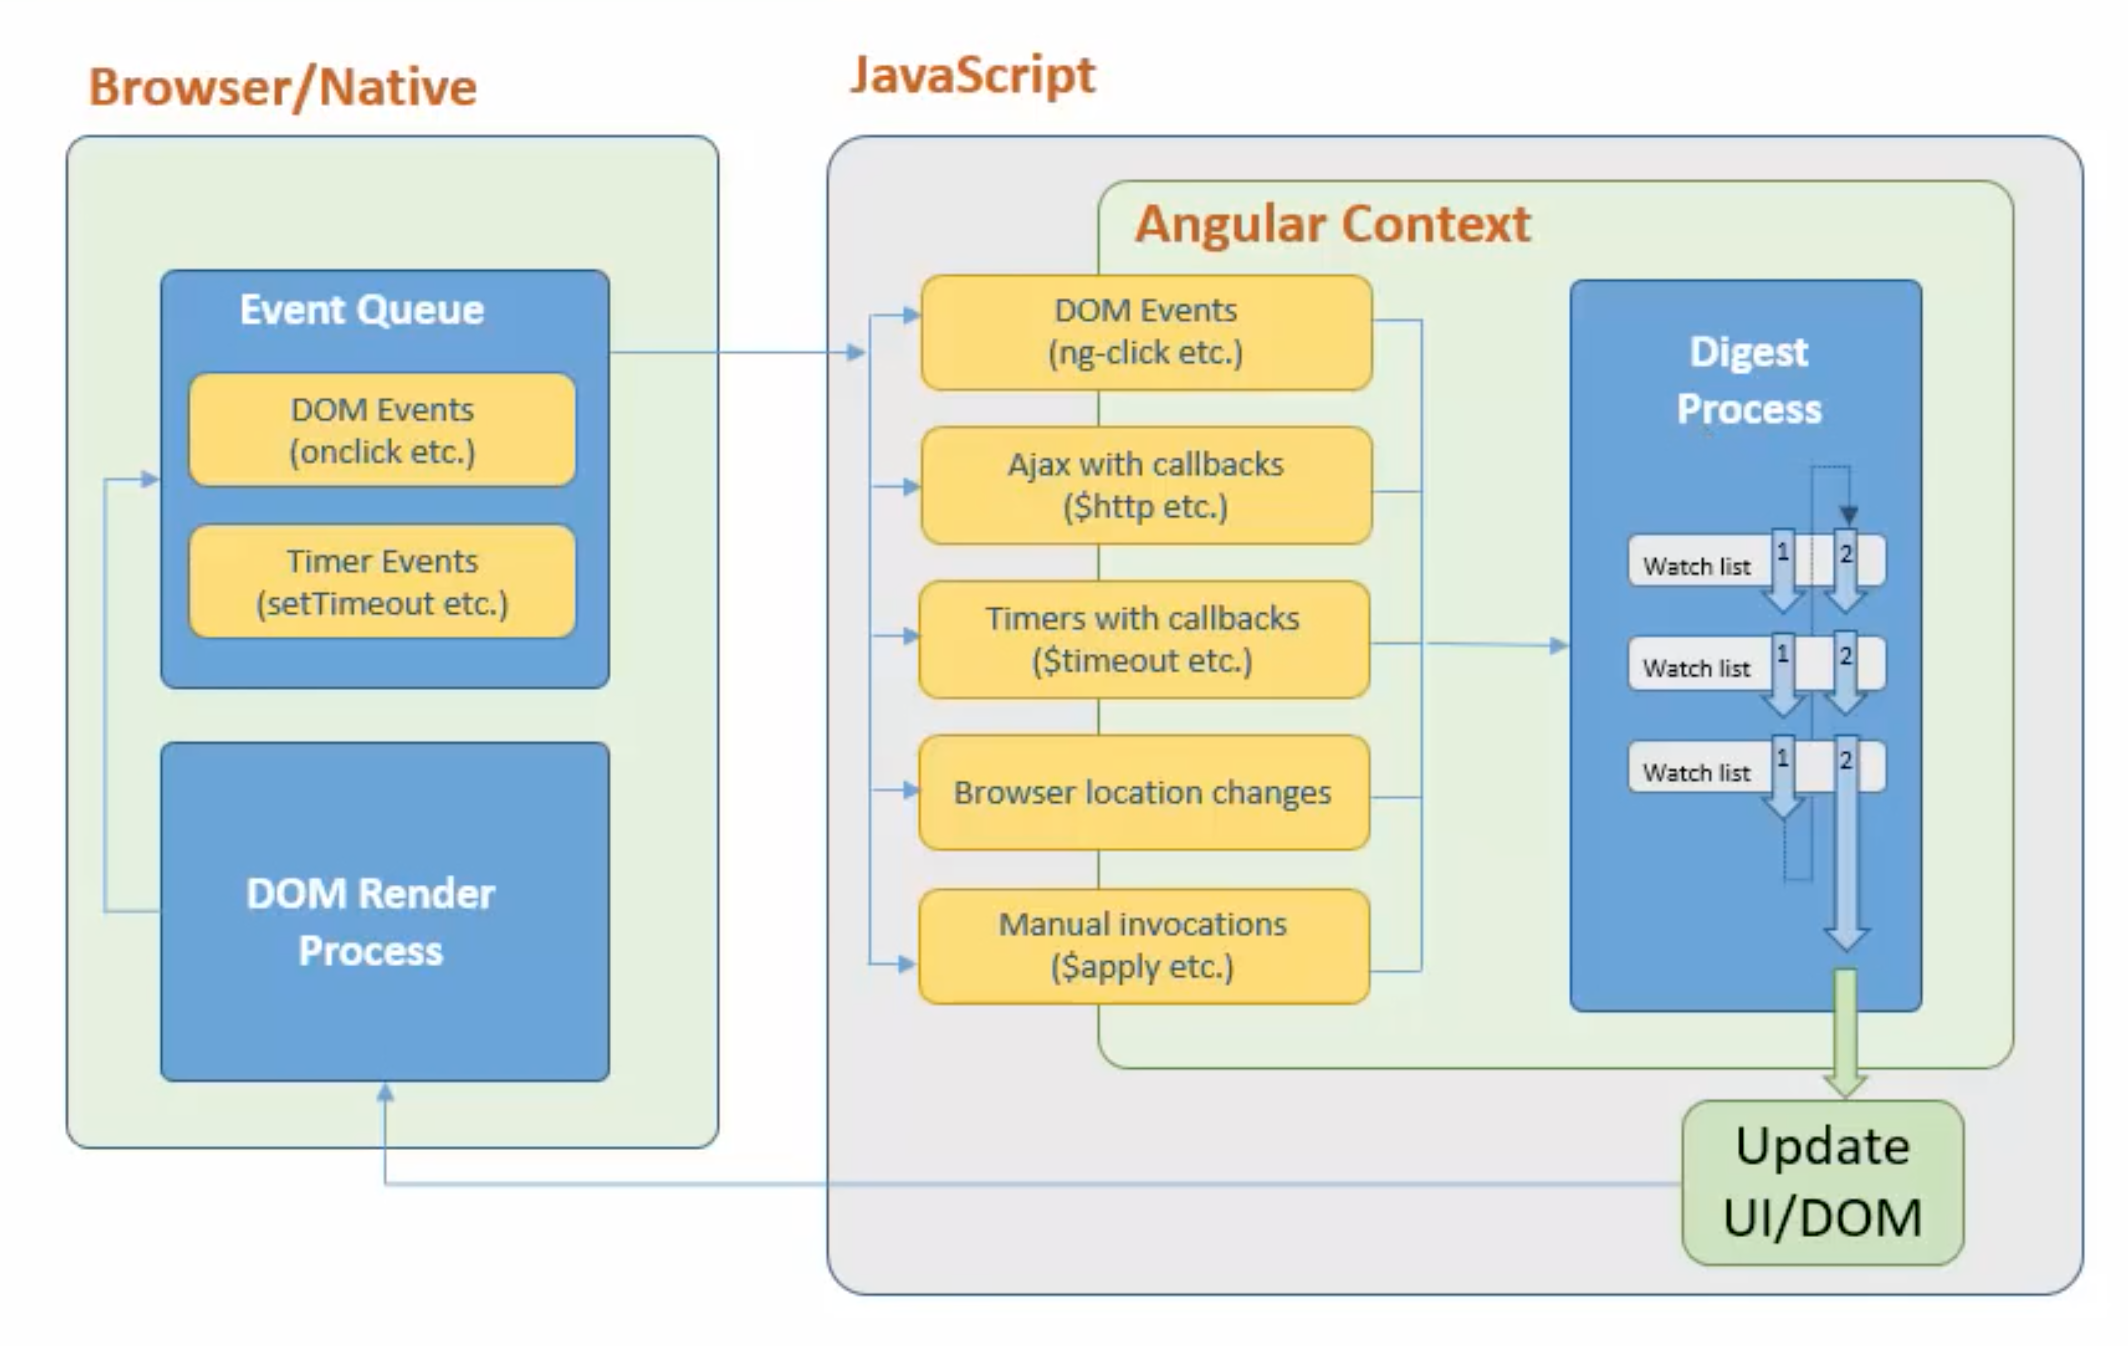 Browser/Native
Event Queue
DOM Events
(onclick etc.)
Timer Events
(setTimeout etc.)
DOM Render
Process
JavaScript
Angular Context
DOM Events
(ng-click etc.)
Ajax with callbacks
($http etc.)
Timers with callbacks
($timeout etc.)
Browser location changes
Manual invocations
($apply etc.)
Digest
Process
Watch list 1 2
Watch list 1 2
Watch list 1 2
Update
UI/DOM